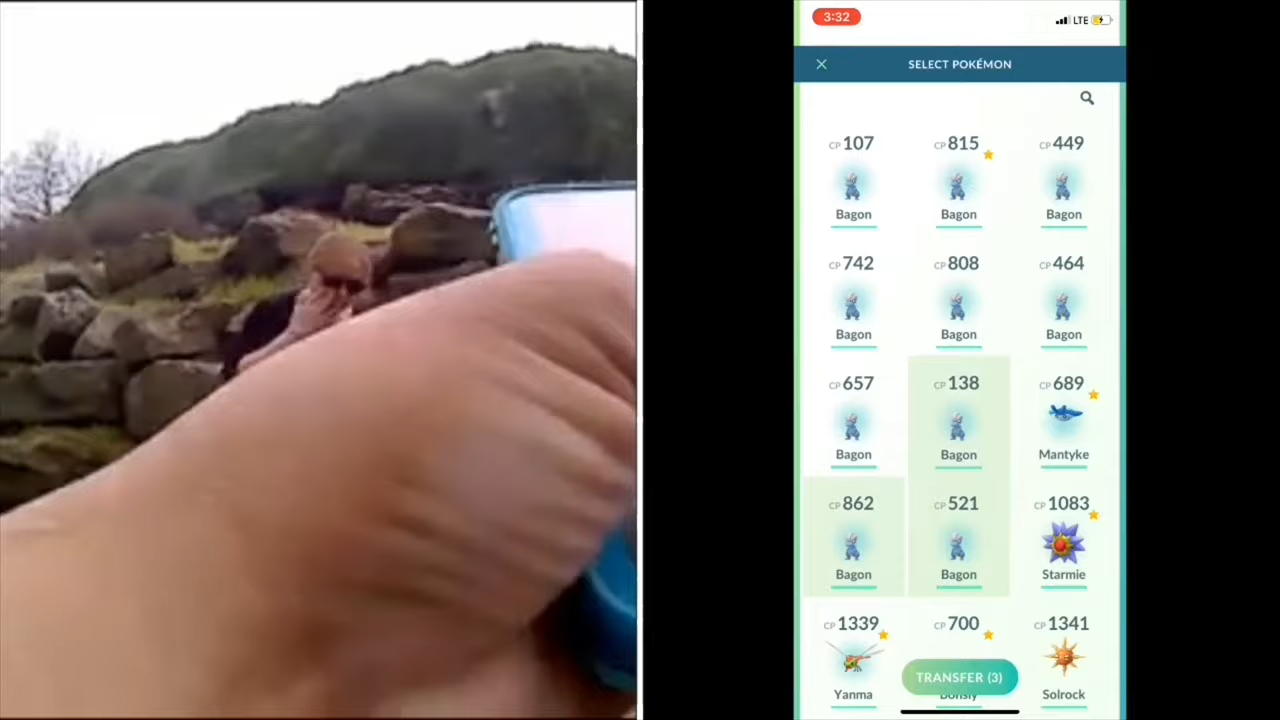 3:32
LTE
SELECT POKÉMON
CP 107 CP 815 CP 449
Bagon Bagon Bagon
CP 742 CP 808 CP 464
Bagon Bagon Bagon
CP 657 CP 138 CP 689
Bagon Bagon Mantyke
CP 862 CP 521 CP 1083
Bagon Bagon Starmie
CP 1339 CP 700 CP 1341
TRANSFER (3)
Yanma Bonsly Solrock